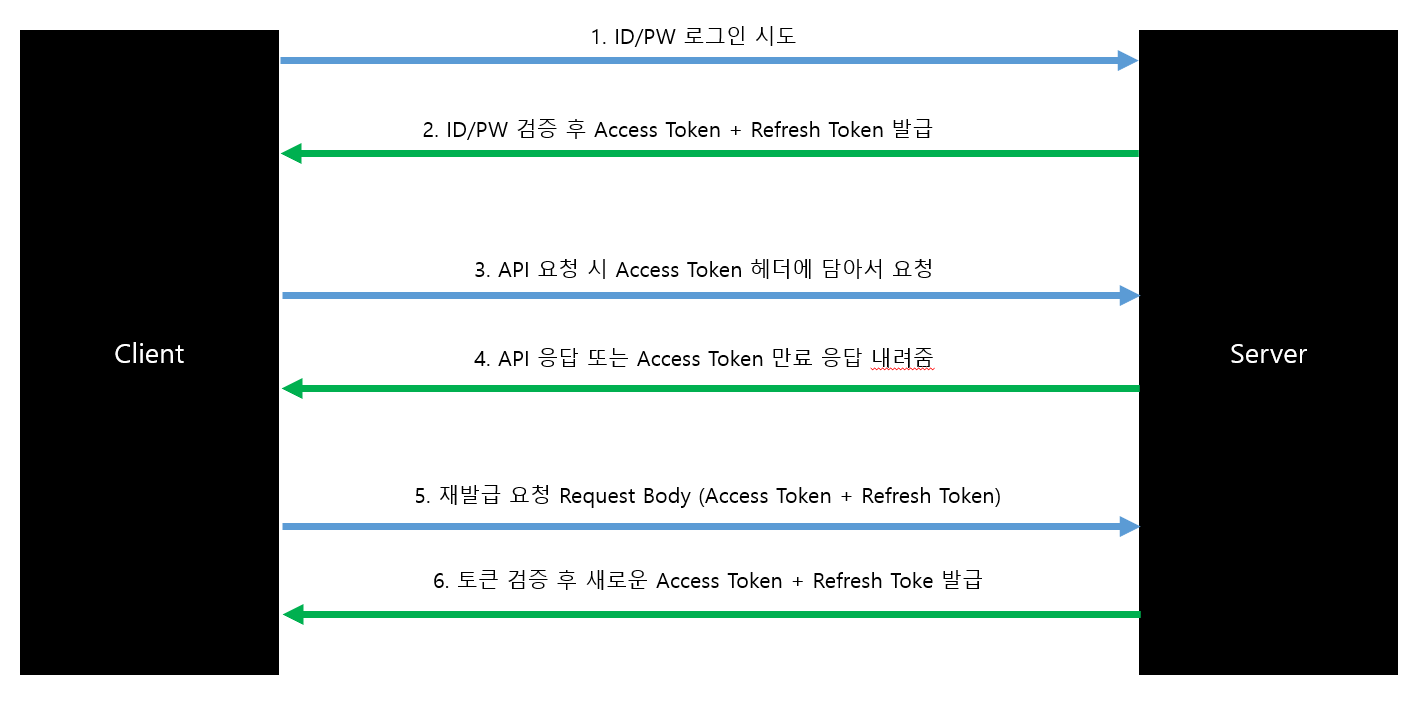 1. ID/PW 로그인 시도
2. ID/PW 검증 후 Access Token + Refresh Token 발급
3. API 요청 시 Access Token 헤더에 담아서 요청
Client
Server
4. API 응답 또는 Access Token 만료 응답 내려줌
5. 재발급 요청 Request Body (Access Token + Refresh Token)
6. 토큰 검증 후 새로운 Access Token + Refresh Toke 발급